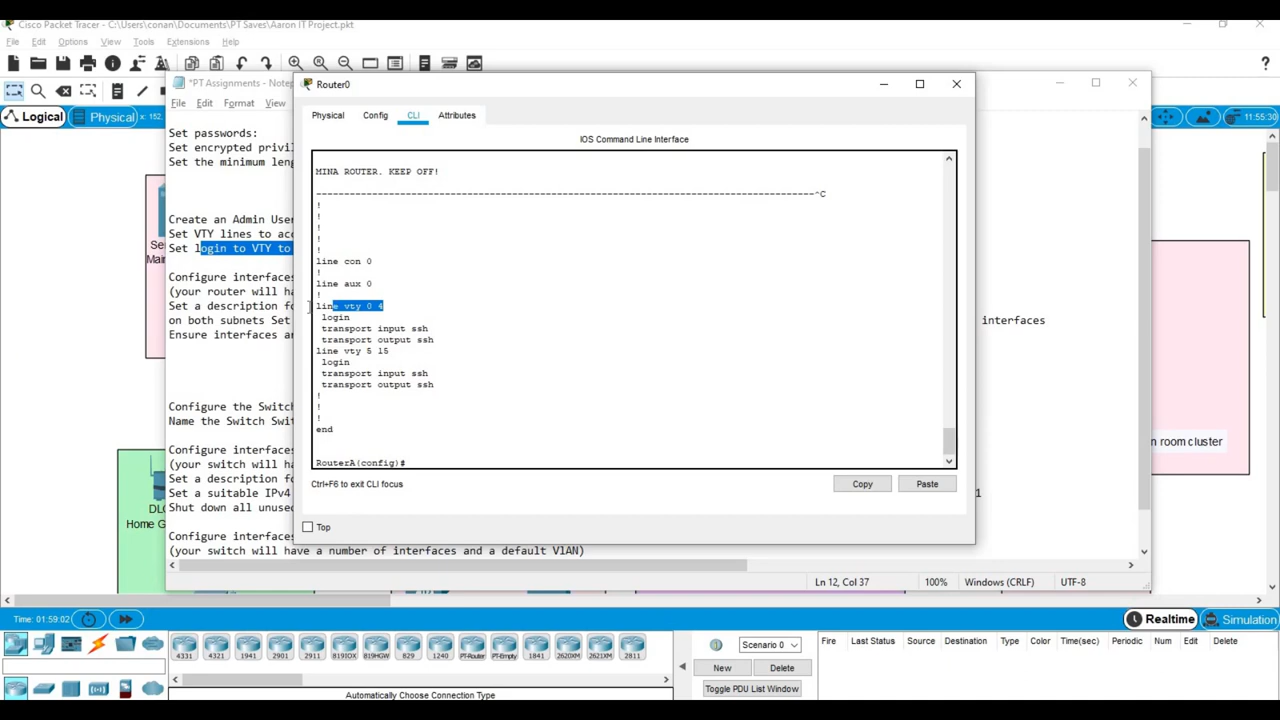 Cisco Packet Tracer - C:\Users\conan\Documents\PT Saves\Aaron IT Project.pkt
File Edit Options View Tools Extensions Help
Logical Physical x: 152. 11:55:30
*PT Assignments - Notep
File Edit Format View
Set passwords:
Set encrypted privil
Set the minimum leng
Create an Admin User
Set VTY lines to acc
Set login to VTY to
Configure interfaces
(your router will ha
Set a description fo
on both subnets Set interfaces
Ensure interfaces an
Configure the Switch
Name the Switch Swit
Configure interfaces
(your switch will ha
Set a description fo
Set a suitable IPv4 1
Shut down all unused
Configure interfaces
(your switch will have a number of interfaces and a default VlAN)
Ln 12, Col 37 100% Windows (CRLF) UTF-8
Router0
Physical Config CLI Attributes
IOS Command Line Interface
MINA ROUTER. KEEP OFF!
--------------------------------------------------------------------------------^C
!
!
!
!
!
line con 0
!
line aux 0
!
line vty 0 4
login
transport input ssh
transport output ssh
line vty 5 15
login
transport input ssh
transport output ssh
!
!
!
end
RouterA(config)#
Ctrl+F6 to exit CLI focus
Copy Paste
Top
Se
Mai
DLC
Home G
n room cluster
Time: 01:59:02 Realtime Simulation
4331 4321 1941 2901 2911 819IOX 819HGW 829 1240 PT-Router PT-Empty 1841 2620XM 2621XM 2811
Automatically Choose Connection Type
Scenario 0
New Delete
Toggle PDU List Window
Fire Last Status Source Destination Type Color Time(sec) Periodic Num Edit Delete